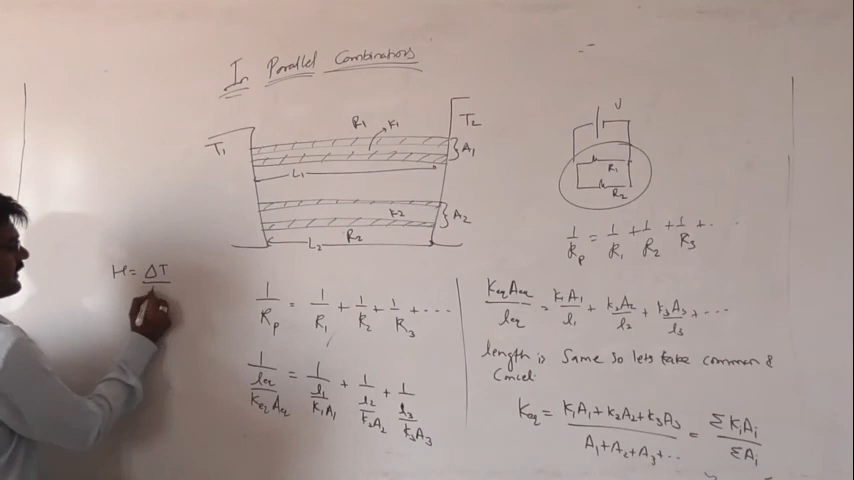 In Parallel Combinations
T1
R1
K1
T2
A1
L1
K2
A2
R2
L2
V
R1
R2
1/Rp = 1/R1 + 1/R2 + 1/R3 + ...
H = ΔT
1/Rp = 1/R1 + 1/R2 + 1/R3 + ...
1/(leq/KeqAeq) = 1/(l1/K1A1) + 1/(l2/K2A2) + 1/(l3/K3A3)
KeqAeq/leq = K1A1/l1 + K2A2/l2 + K3A3/l3 + ...
length is same so lets take common &
Cancel
Keq = (K1A1 + K2A2 + K3A3)/(A1 + A2 + A3 + ...) = ΣKiAi/ΣAi